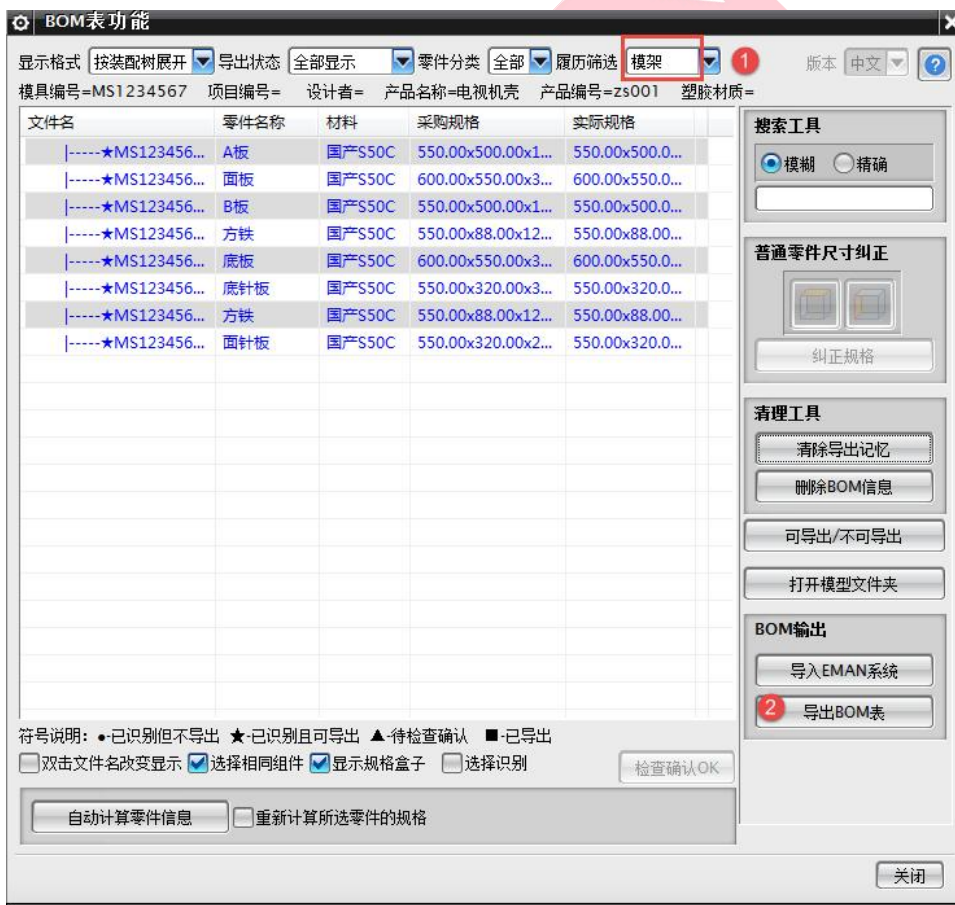 BOM表功能
显示格式 按装配树展开 导出状态 全部显示 零件分类 全部 履历筛选 模架 1 版本 中文 ?
模具编号=MS1234567 项目编号= 设计者= 产品名称=电视机壳 产品编号=zs001 塑胶材质=
文件名 零件名称 材料 采购规格 实际规格
|-----★MS123456... A板 国产S50C 550.00x500.00x1... 550.00x500.0...
|-----★MS123456... 面板 国产S50C 600.00x550.00x3... 600.00x550.0...
|-----★MS123456... B板 国产S50C 550.00x500.00x1... 550.00x500.0...
|-----★MS123456... 方铁 国产S50C 550.00x88.00x12... 550.00x88.00...
|-----★MS123456... 底板 国产S50C 600.00x550.00x3... 600.00x550.0...
|-----★MS123456... 底针板 国产S50C 550.00x320.00x3... 550.00x320.0...
|-----★MS123456... 方铁 国产S50C 550.00x88.00x12... 550.00x88.00...
|-----★MS123456... 面针板 国产S50C 550.00x320.00x2... 550.00x320.0...
搜索工具
模糊 精确
普通零件尺寸纠正
纠正规格
清理工具
清除导出记忆
删除BOM信息
可导出/不可导出
打开模型文件夹
BOM输出
导入EMAN系统
2 导出BOM表
符号说明：●-已识别但不导出 ★-已识别且可导出 ▲-待检查确认 ■-已导出
双击文件名改变显示 选择相同组件 显示规格盒子 选择识别 检查确认OK
自动计算零件信息 重新计算所选零件的规格
关闭